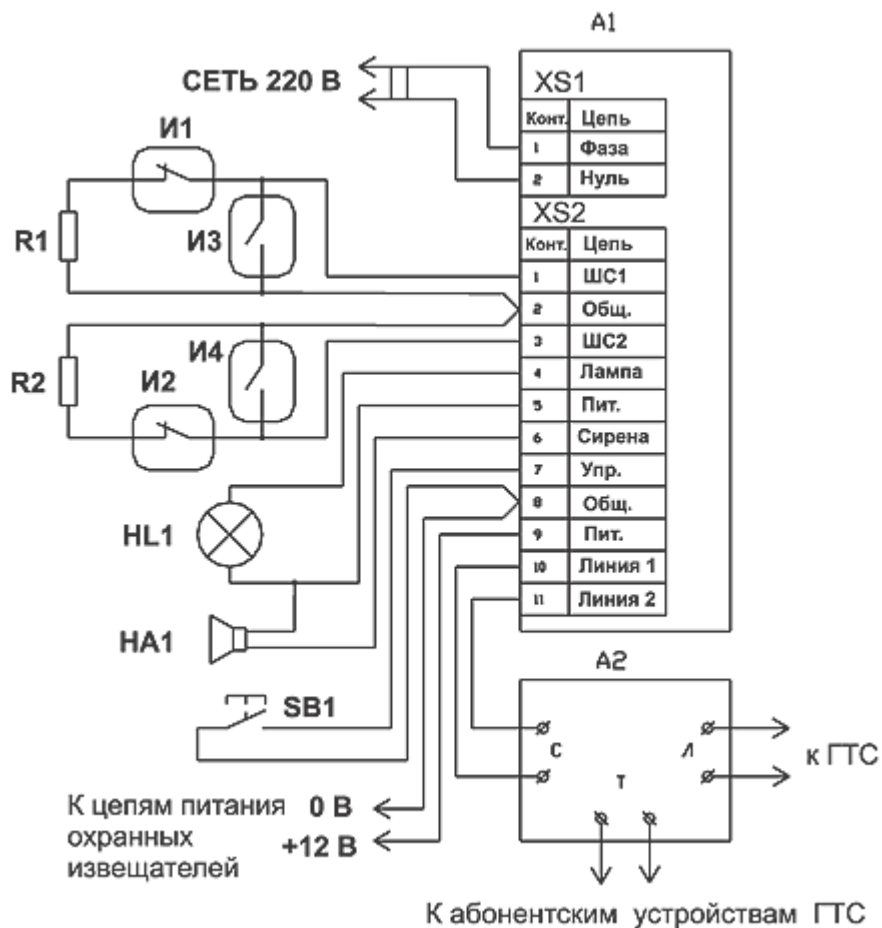 A1
СЕТЬ 220 В
XS1
Конт. Цепь
1 Фаза
2 Нуль
XS2
Конт. Цепь
1 ШС1
2 Общ.
3 ШС2
4 Лампа
5 Пит.
6 Сирена
7 Упр.
8 Общ.
9 Пит.
10 Линия 1
11 Линия 2
И1
R1
И3
И4
R2
И2
HL1
HA1
SB1
A2
С
Л
Т
к ГТС
К цепям питания 0 В
охранных
+12 В
извещателей
К абонентским устройствам ГТС